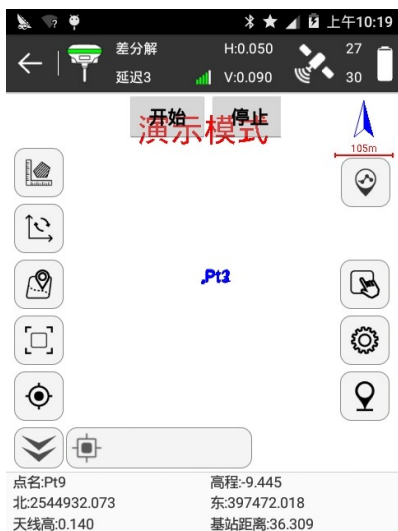 上午10:19
差分解 H:0.050 27
延迟3 V:0.090 30
开始 停止
演示模式
105m
Pt3
点名:Pt9 高程:-9.445
北:2544932.073 东:397472.018
天线高:0.140 基站距离:36.309